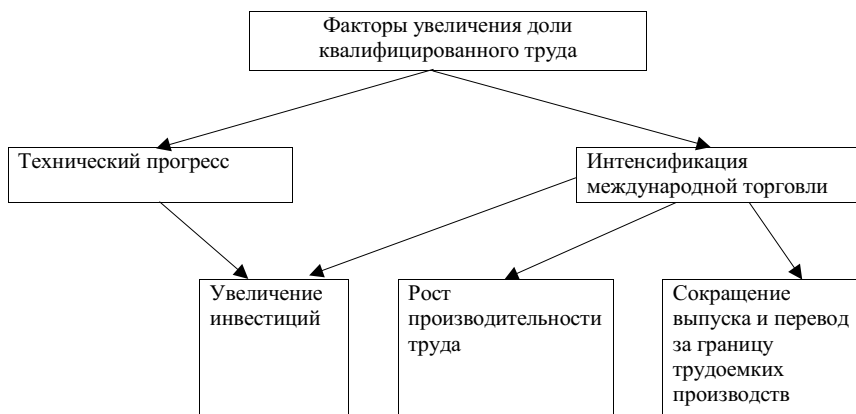 Факторы увеличения доли
квалифицированного труда
Технический прогресс
Интенсификация
международной торговли
Увеличение
инвестиций
Рост
производительности
труда
Сокращение
выпуска и перевод
за границу
трудоемких
производств